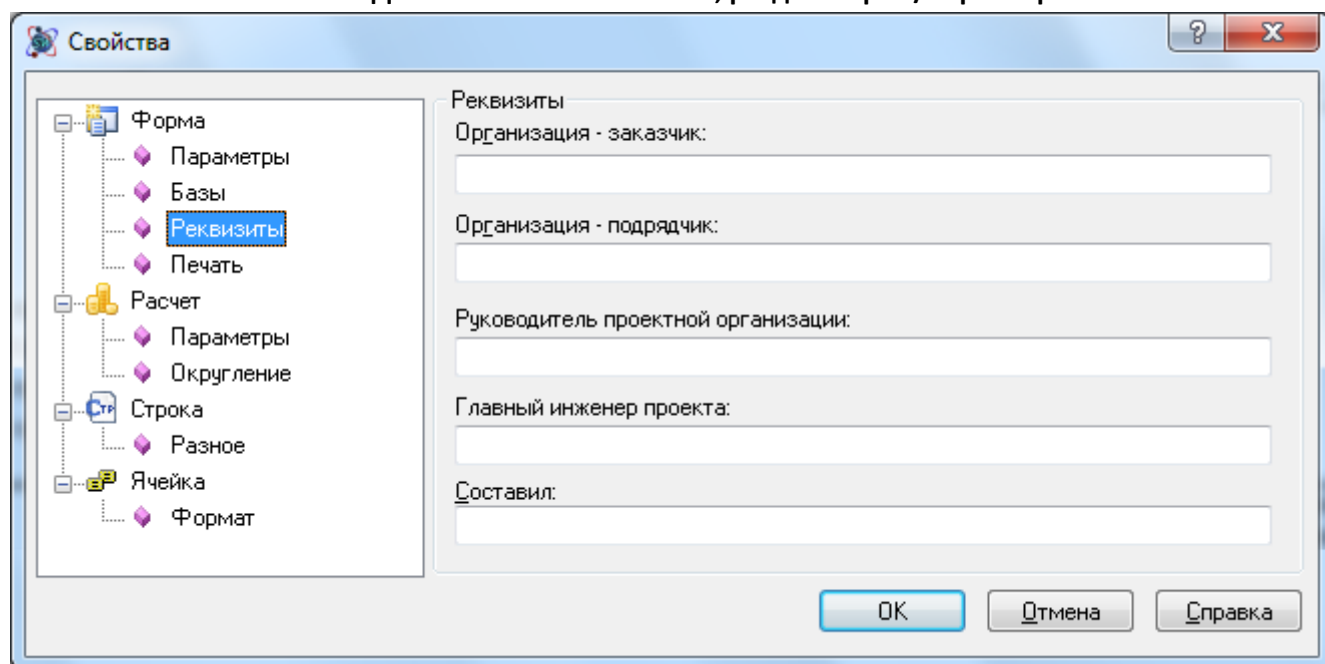 Свойства
Форма
Параметры
Базы
Реквизиты
Печать
Расчет
Параметры
Округление
Строка
Разное
Ячейка
Формат
Реквизиты
Организация - заказчик:
Организация - подрядчик:
Руководитель проектной организации:
Главный инженер проекта:
Составил:
OK
Отмена
Справка